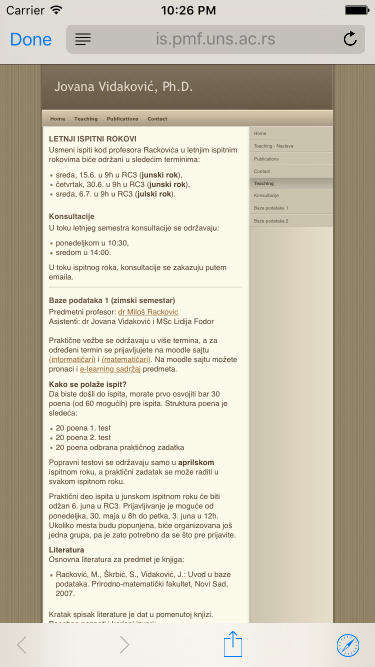 Carrier 10:26 PM
Done is.pmf.uns.ac.rs
Jovana Vidaković, Ph.D.
Home Teaching Publications Contact
LETNJI ISPITNI ROKOVI
Usmeni ispiti kod profesora Rackovića u letnjim ispitnim
rokovima biće održani u sledećim terminima:
sreda, 15.6. u 9h u RC3 (junski rok),
četvrtak, 30.6. u 9h u RC3 (junski rok),
sreda, 6.7. u 9h u RC3 (julski rok).
Konsultacije
U toku letnjeg semestra konsultacije se održavaju:
ponedeljkom u 10:30,
sredom u 14:00.
U toku ispitnog roka, konsultacije se zakazuju putem
emaila.
Baze podataka 1 (zimski semestar)
Predmetni profesor: dr Miloš Racković
Asistenti: dr Jovana Vidaković i MSc Lidija Fodor
Praktične vežbe se održavaju u više termina, a za
određeni termin se prijavljujete na moodle sajtu
(informatičari) i (matematičari). Na moodle sajtu možete
pronaći i e-learning sadržaj predmeta.
Kako se polaže ispit?
Da biste došli do ispita, morate prvo osvojiti bar 30
poena (od 60 mogućih) pre ispita. Struktura poena je
sledeća:
20 poena 1. test
20 poena 2. test
20 poena odbrana praktičnog zadatka
Popravni testovi se održavaju samo u aprilskom
ispitnom roku, a praktični zadatak se može raditi u
svakom ispitnom roku.
Praktični deo ispita u junskom ispitnom roku će biti
održan 6. juna u RC3. Prijavljivanje je moguće od
ponedeljka, 30. maja u 8h do petka, 3. juna u 12h.
Ukoliko mesta budu popunjena, biće organizovana još
jedna grupa, pa je zato potrebno da se što pre prijavite.
Literatura
Osnovna literatura za predmet je knjiga:
Racković, M., Škrbić, S., Vidaković, J.: Uvod u baze
podataka. Prirodno-matematički fakultet, Novi Sad,
2007.
Kratak spisak literature je dat u pomenutoj knjizi.
Home
Teaching - Nastava
Publications
Contact
Teaching
Konsultacije
Baze podataka 1
Baze podataka 2